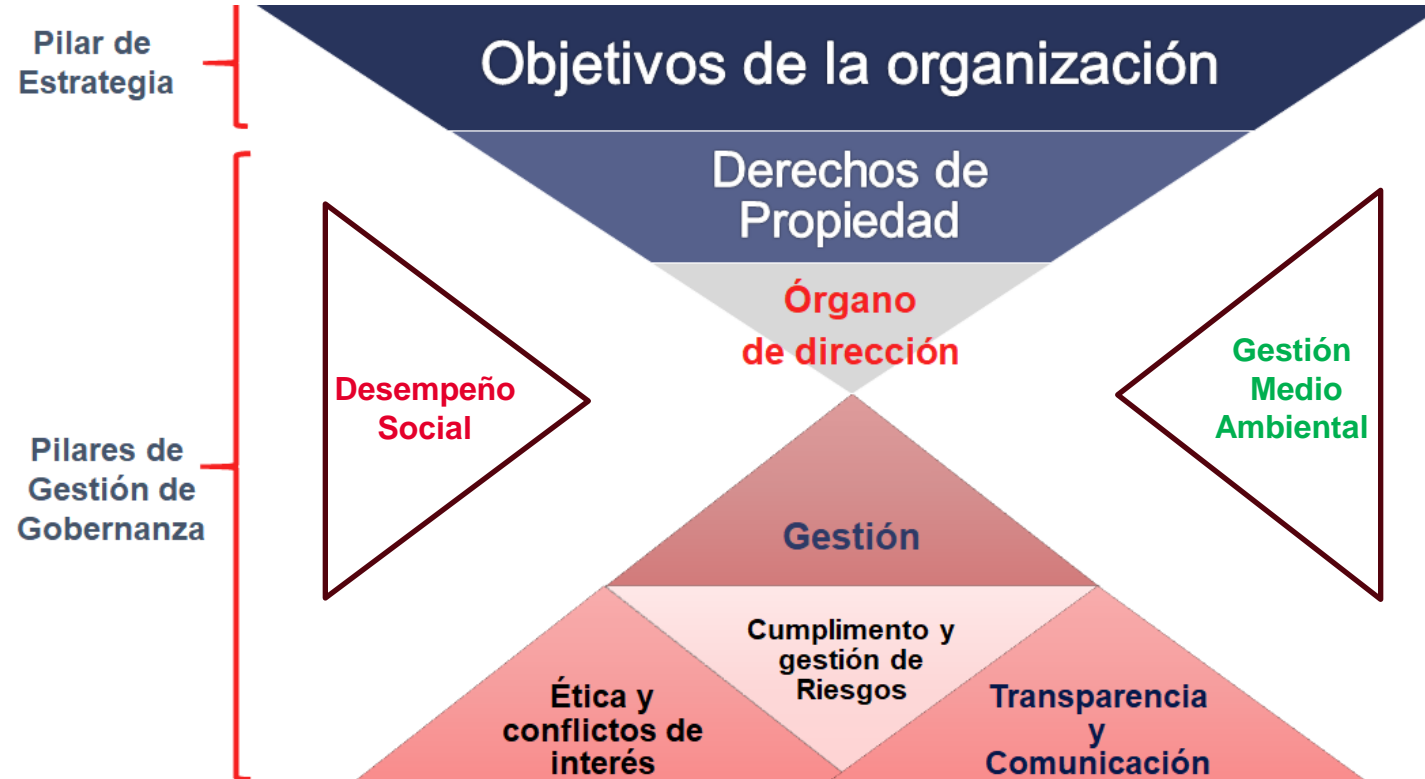 Pilar de
Estrategia
Objetivos de la organización
Derechos de
Propiedad
Órgano
de dirección
Desempeño
Social
Gestión
Medio
Ambiental
Pilares de
Gestión de
Gobernanza
Gestión
Cumplimento y
gestión de
Riesgos
Ética y
conflictos de
interés
Transparencia
y
Comunicación